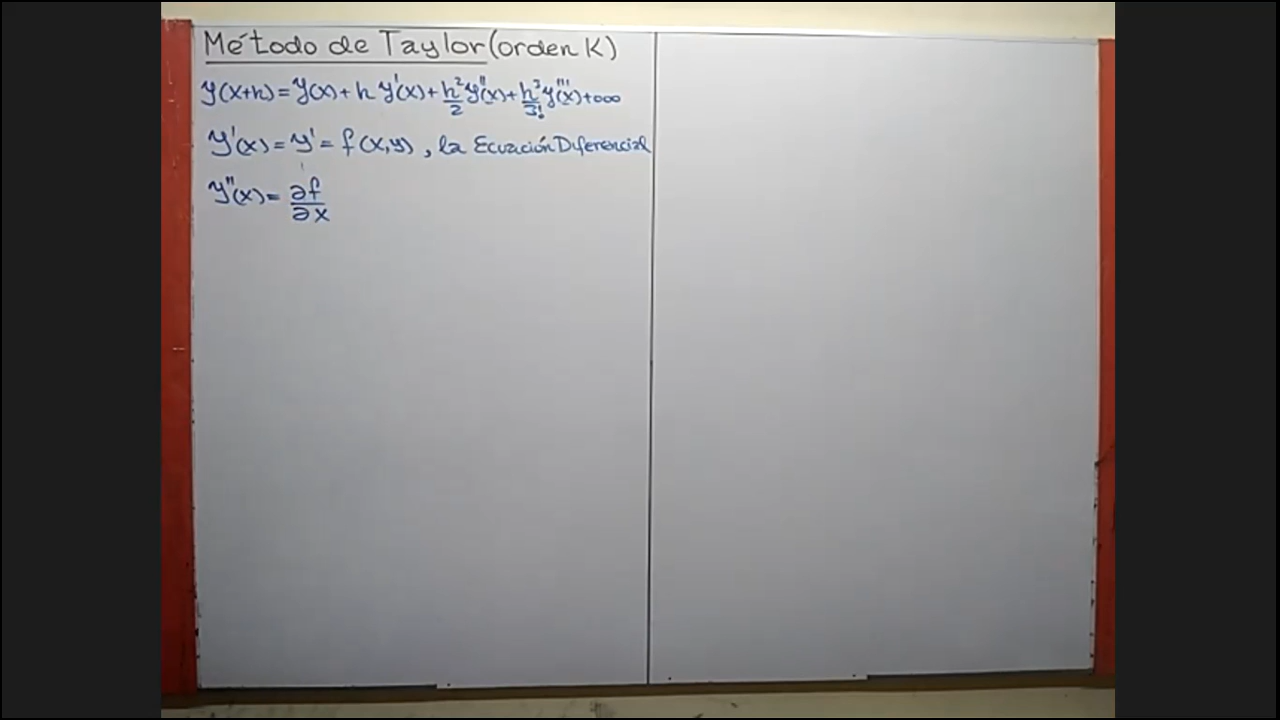 Método de Taylor (orden K)
y(x+h) = y(x) + h y'(x) + h²/2 y''(x) + h³/3! y'''(x) + ...
y'(x) = y' = f(x,y), la Ecuación Diferencial
y''(x) = ∂f/∂x